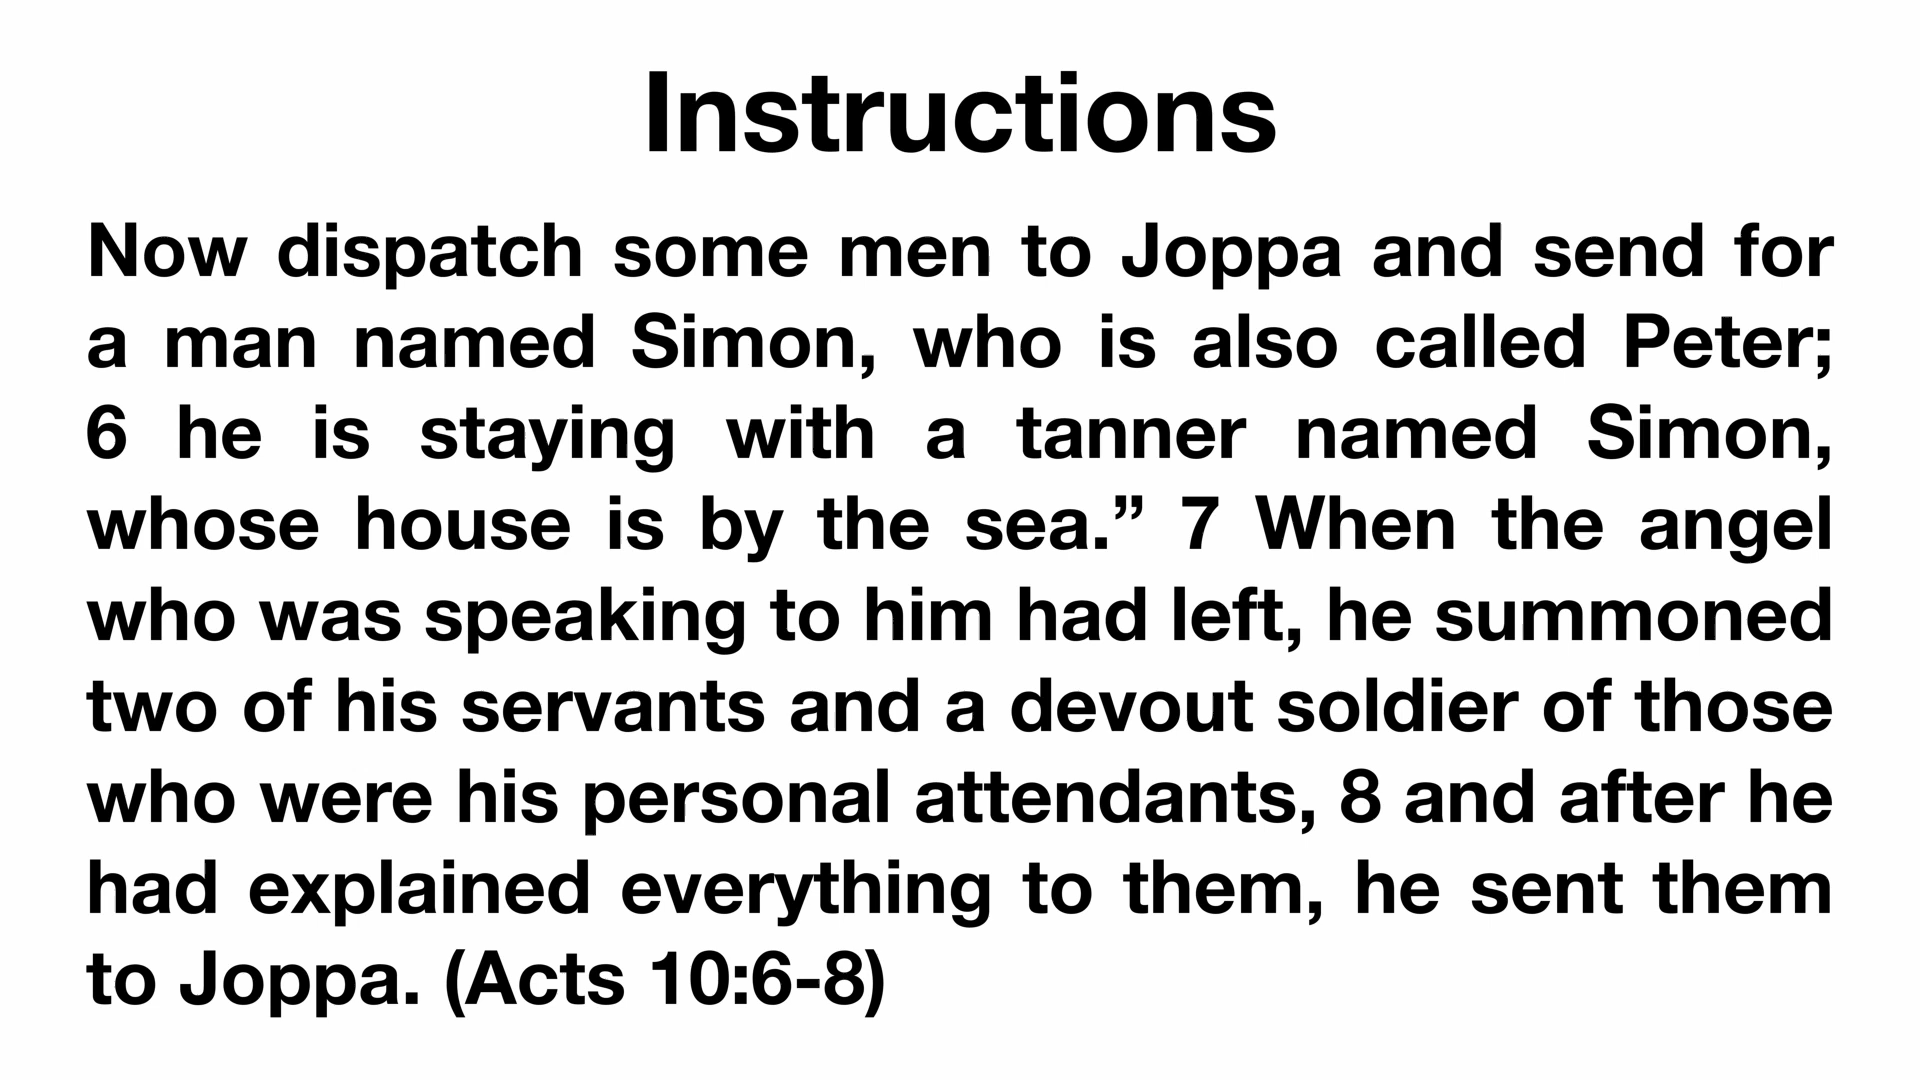 Instructions
Now dispatch some men to Joppa and send for
a man named Simon, who is also called Peter;
6 he is staying with a tanner named Simon,
whose house is by the sea.” 7 When the angel
who was speaking to him had left, he summoned
two of his servants and a devout soldier of those
who were his personal attendants, 8 and after he
had explained everything to them, he sent them
to Joppa. (Acts 10:6-8)